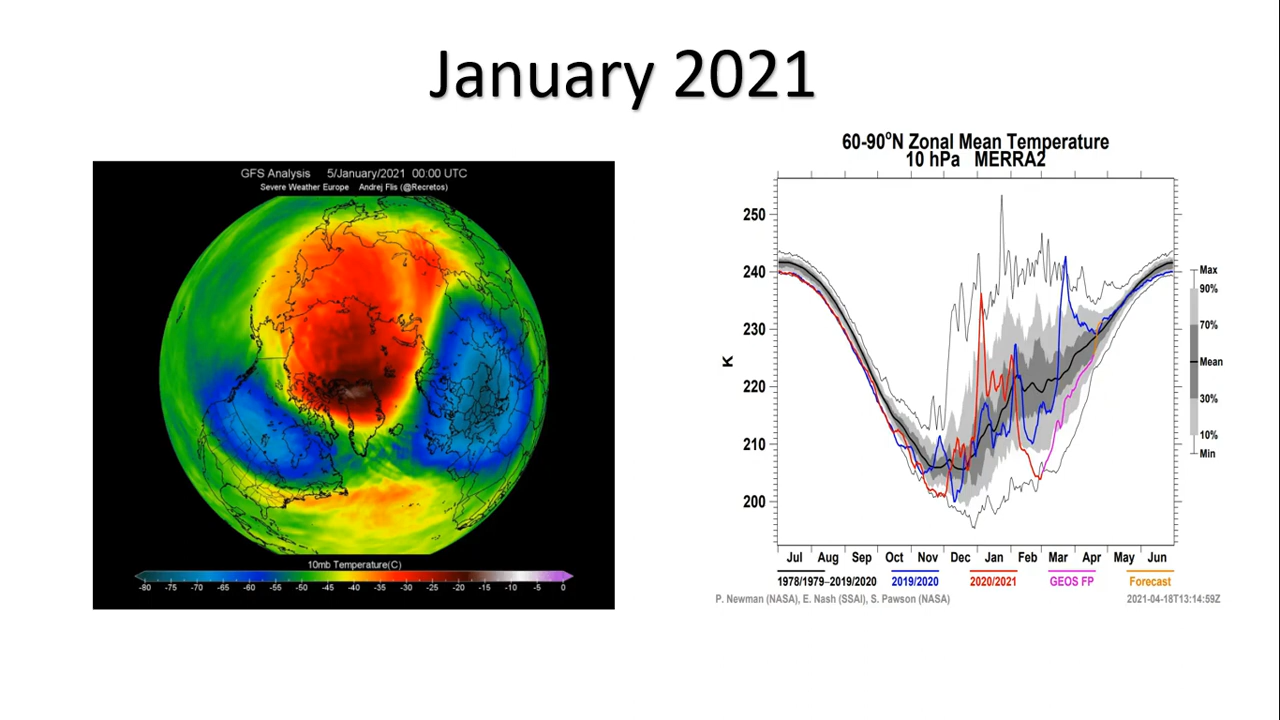 January 2021
GFS Analysis 5/January/2021 00:00 UTC
Severe Weather Europe Andrej Flis (@Recretos)
10mb Temperature(C)
-80 -75 -70 -65 -60 -55 -50 -45 -40 -35 -30 -25 -20 -15 -10 -5 0
60-90°N Zonal Mean Temperature
10 hPa MERRA2
250
240
230
220
210
200
K
Max
90%
70%
Mean
30%
10%
Min
Jul Aug Sep Oct Nov Dec Jan Feb Mar Apr May Jun
1978/1979-2019/2020 2019/2020 2020/2021 GEOS FP Forecast
P. Newman (NASA), E. Nash (SSAI), S. Pawson (NASA) 2021-04-18T13:14:59Z